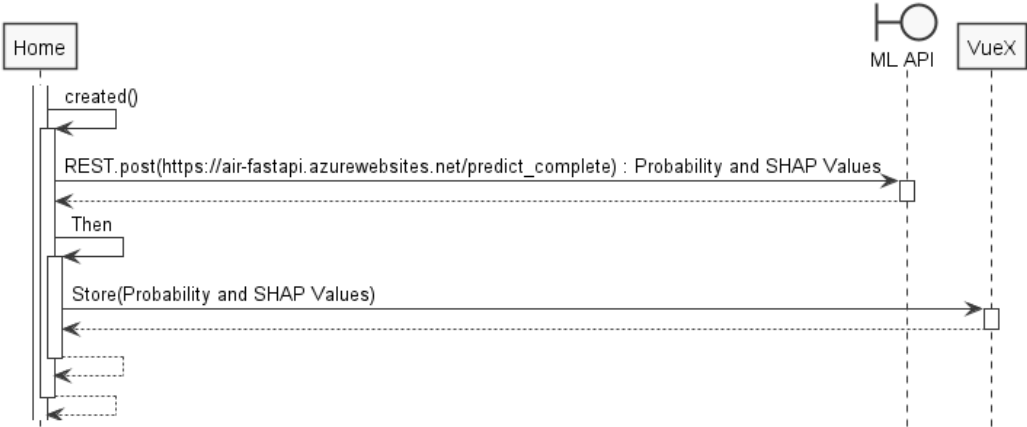 Home
ML API
VueX
created()
REST.post(https://air-fastapi.azurewebsites.net/predict_complete) : Probability and SHAP Values
Then
Store(Probability and SHAP Values)